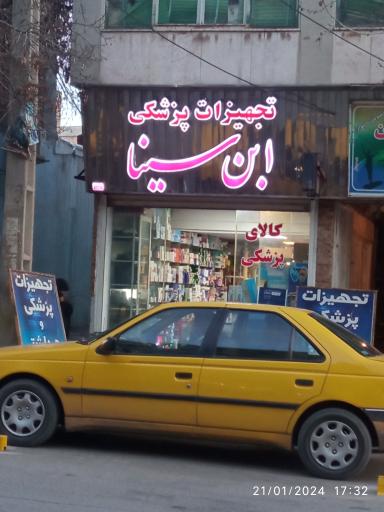 تجهیزات پزشکی
ابن سینا
کالای
پزشکی
تجهیزات
پزشکی
و
تجهیزات
پزشکی
21/01/2024 17:32